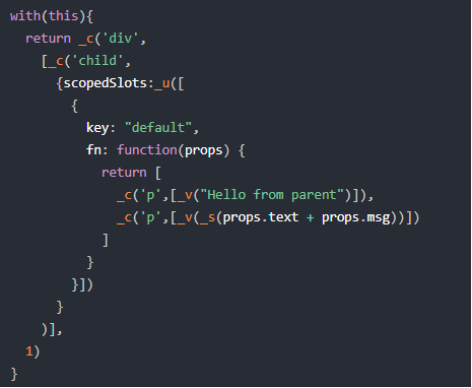 with(this){
  return _c('div',
    [_c('child',
      {scopedSlots:_u([
        {
          key: "default",
          fn: function(props) {
            return [
              _c('p',[_v("Hello from parent")]),
              _c('p',[_v(_s(props.text + props.msg))])
            ]
          }
        }])
      }
    )],
  1)
}